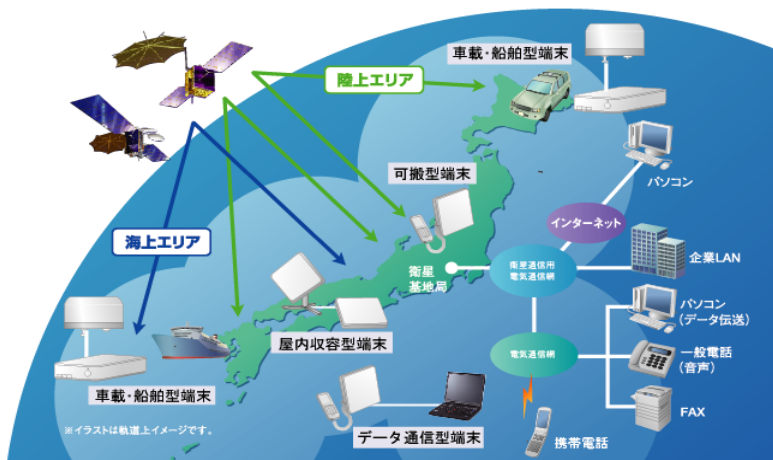 車載・船舶型端末
陸上エリア
可搬型端末
パソコン
インターネット
海上エリア
衛星
基地局
衛星通信用
電気通信網
企業LAN
パソコン
(データ伝送)
屋内収容型端末
電気通信網
一般電話
(音声)
車載・船舶型端末
FAX
※イラストは軌道上イメージです。
データ通信型端末
携帯電話